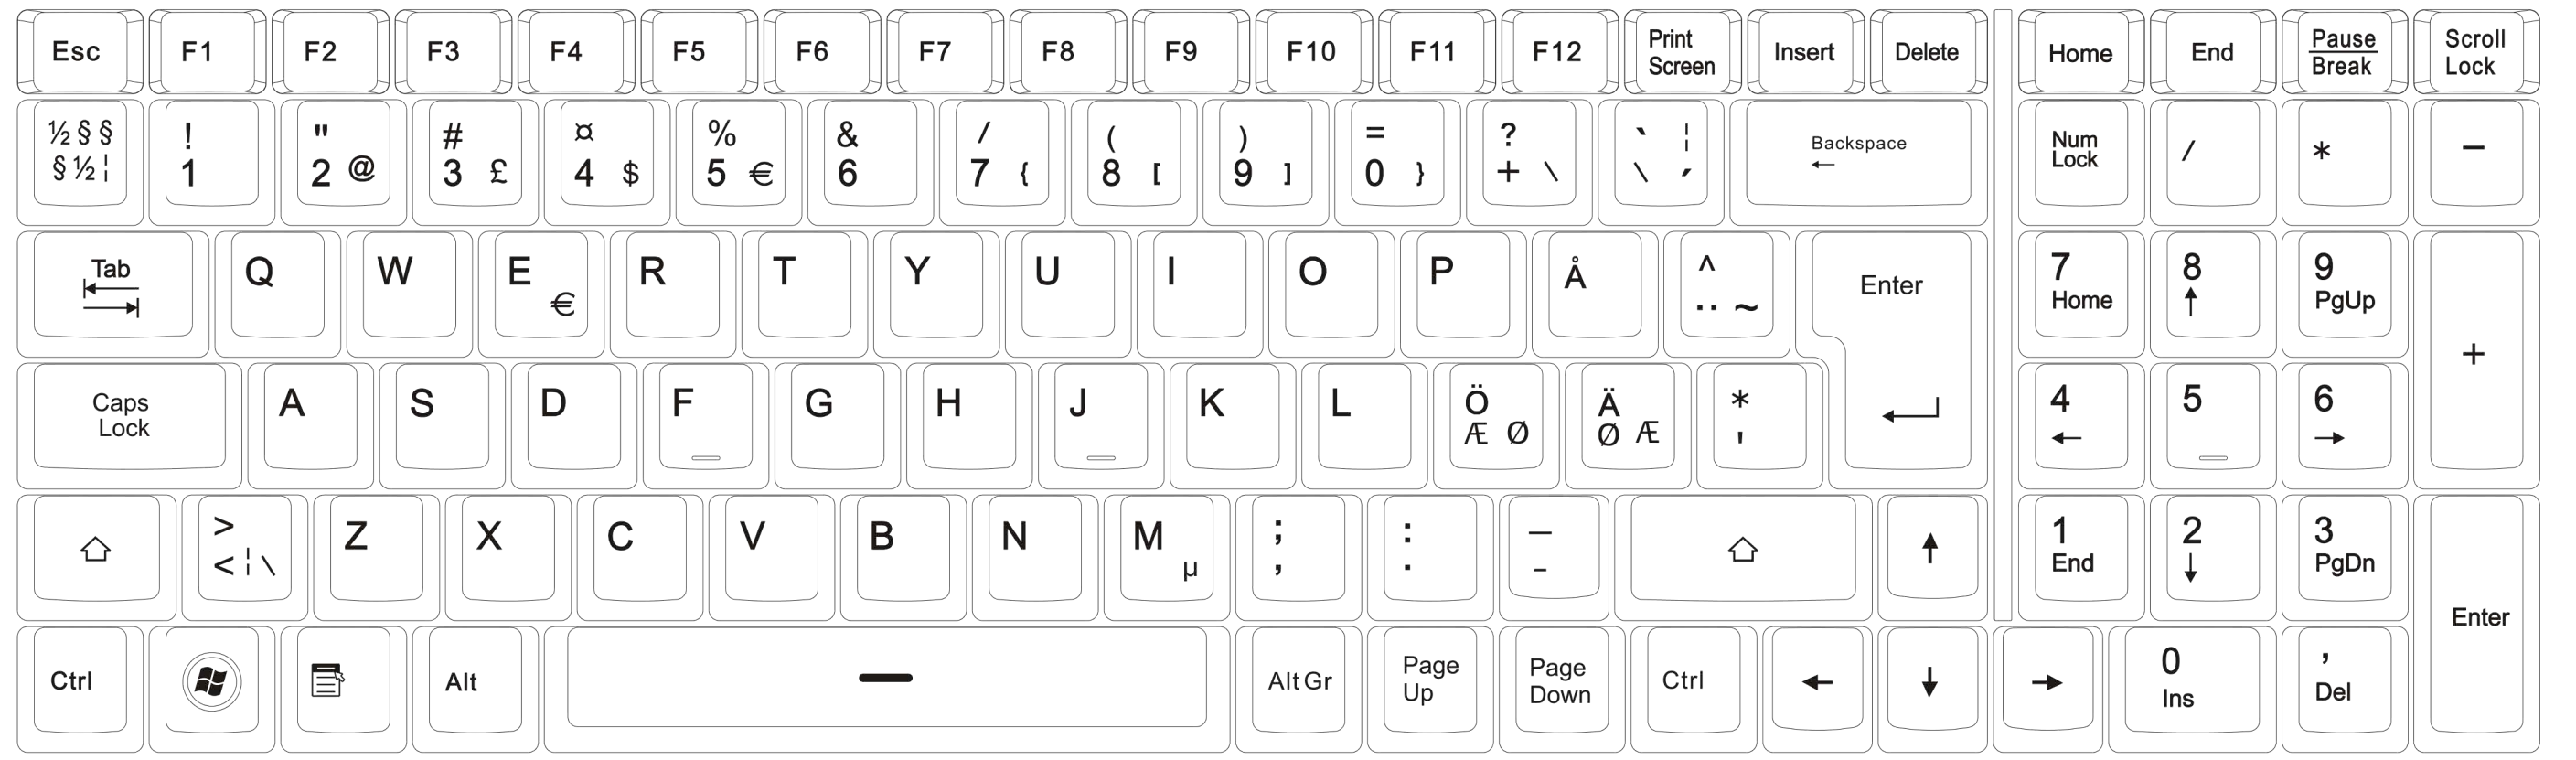 Esc F1 F2 F3 F4 F5 F6 F7 F8 F9 F10 F11 F12 Print Screen Insert Delete Home End Pause Break Scroll Lock
½ § § § ½ ¦ ! 1 " 2 @ # 3 £ ¤ 4 $ % 5 € & 6 / 7 { ( 8 [ ) 9 ] = 0 } ? + \ ` ¦ \ ´ Backspace ← Num Lock / * −
Tab Q W E € R T Y U I O P Å ^ ¨ ~ Enter 7 Home 8 ↑ 9 PgUp +
Caps Lock A S D F G H J K L Ö Æ Ø Ä Ø Æ * ' 4 ← 5 6 →
> < ¦ \ Z X C V B N M µ ; , : . _ - ↑ 1 End 2 ↓ 3 PgDn Enter
Ctrl Alt Alt Gr Page Up Page Down Ctrl ← ↓ → 0 Ins , Del